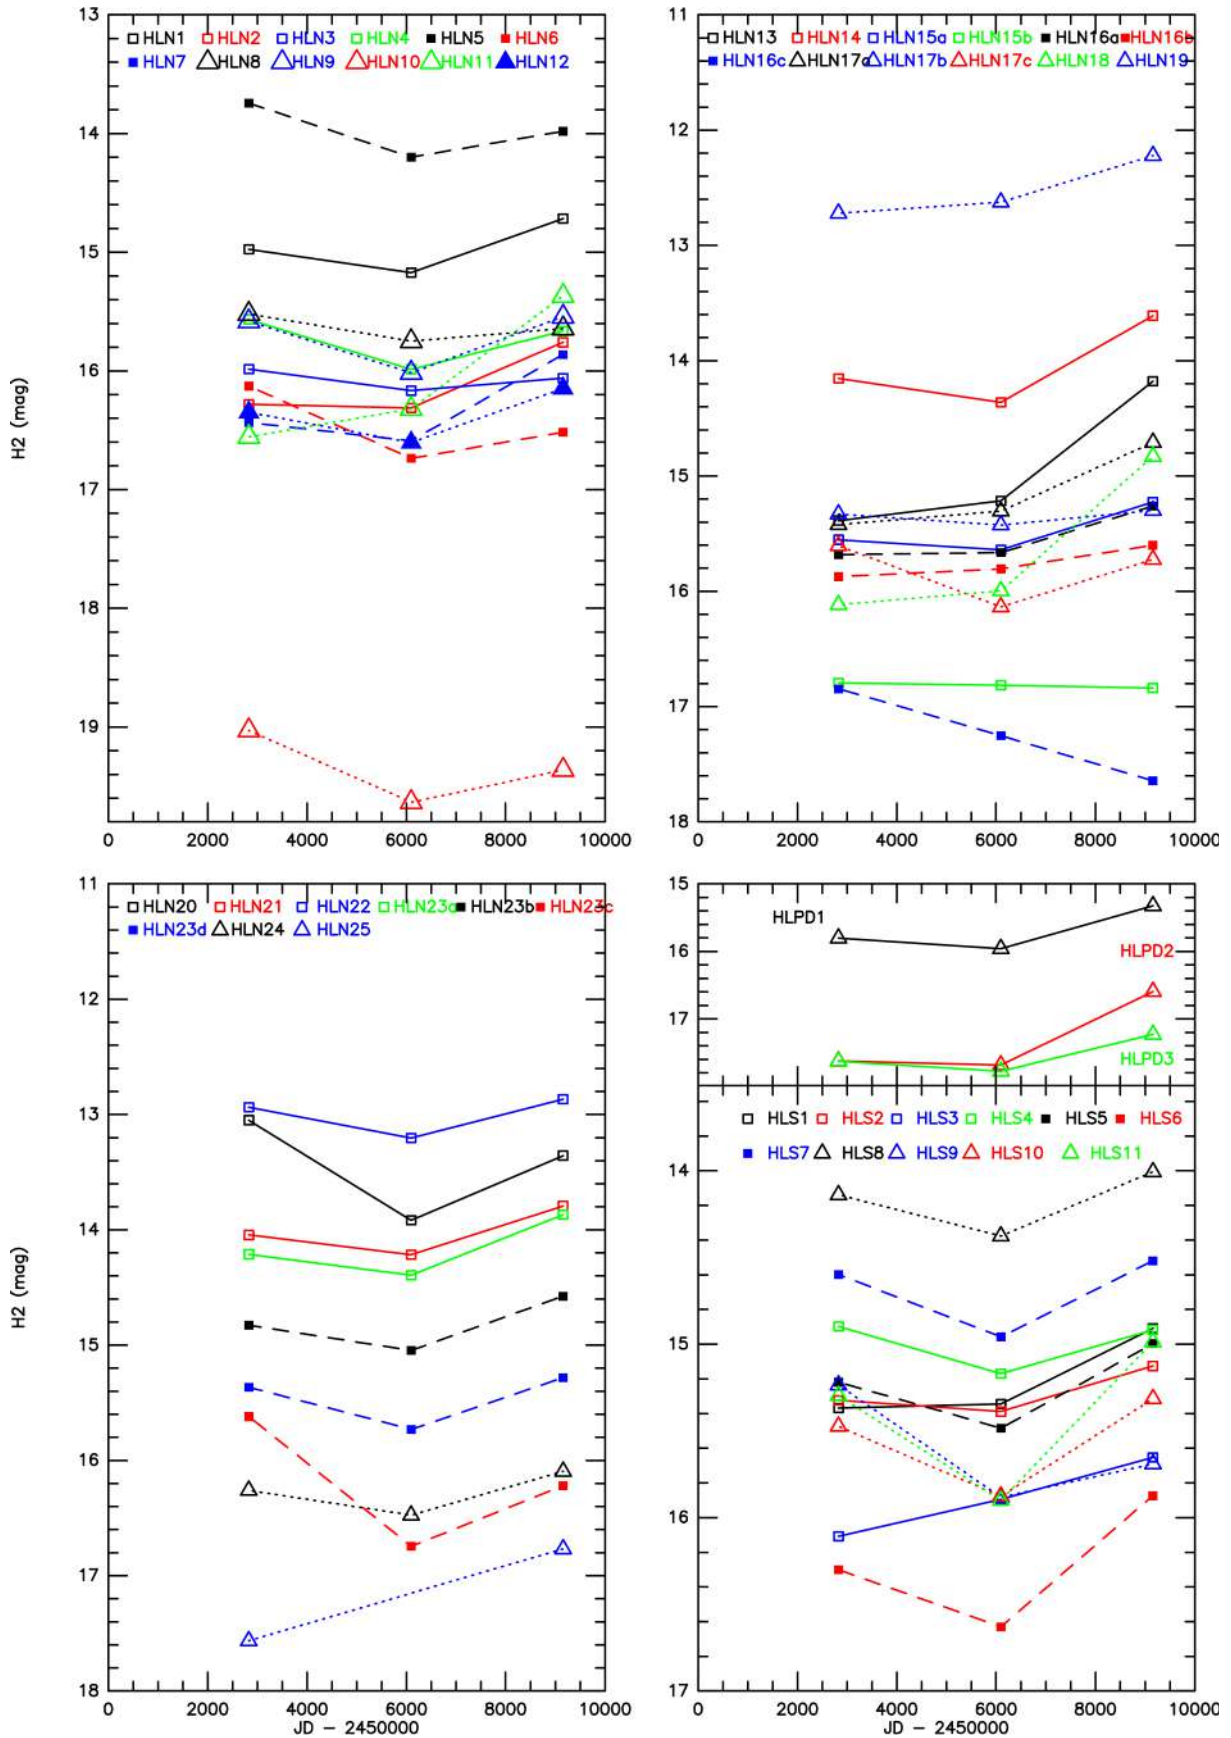 13
□HLN1 □HLN2 □HLN3 □HLN4 ■HLN5 ■HLN6
■HLN7 △HLN8 △HLN9 △HLN10 △HLN11 ▲HLN12
14
15
16
17
18
19
0 2000 4000 6000 8000 10000
H2 (mag)
11
□HLN13 □HLN14 □HLN15a □HLN15b ■HLN16a ■HLN16b
■HLN16c △HLN17a △HLN17b △HLN17c △HLN18 △HLN19
12
13
14
15
16
17
18
0 2000 4000 6000 8000 10000
11
□HLN20 □HLN21 □HLN22 □HLN23a ■HLN23b ■HLN23c
■HLN23d △HLN24 △HLN25
12
13
14
15
16
17
18
0 2000 4000 6000 8000 10000
JD − 2450000
H2 (mag)
15
HLPD1
16
HLPD2
17
HLPD3
□ HLS1 □ HLS2 □ HLS3 □ HLS4 ■ HLS5 ■ HLS6
■ HLS7 △ HLS8 △ HLS9 △ HLS10 △ HLS11
14
15
16
17
0 2000 4000 6000 8000 10000
JD − 2450000